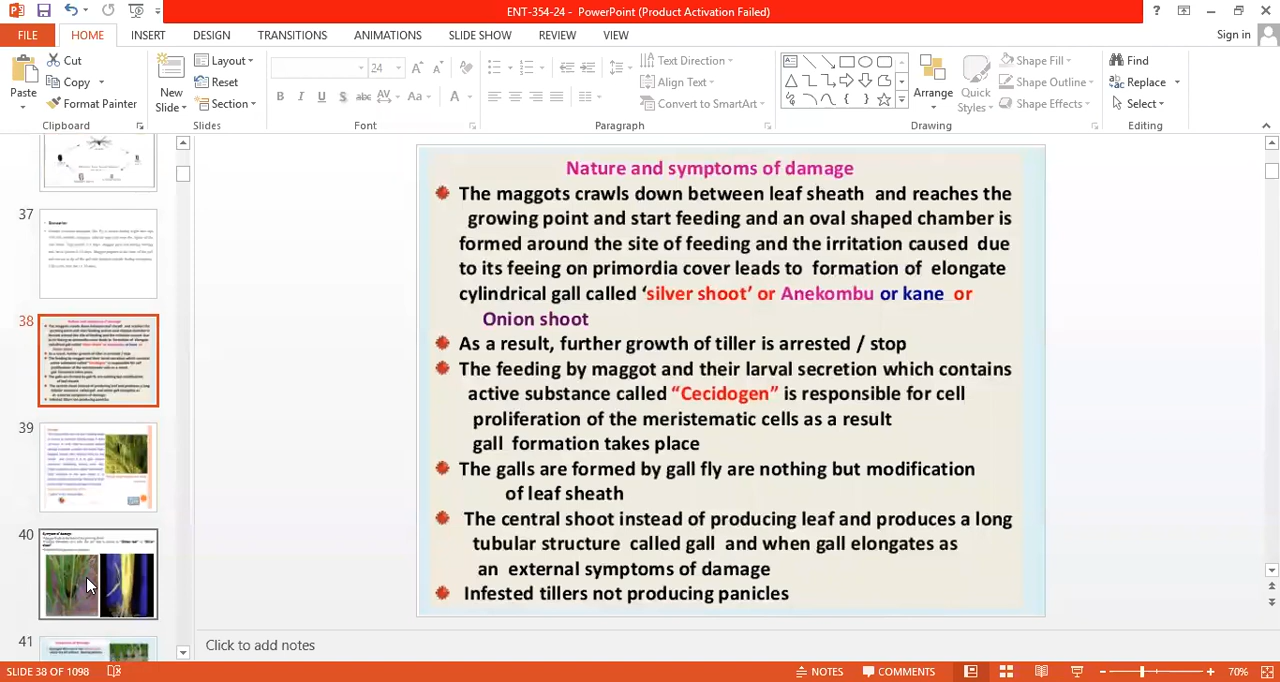 ENT-354-24 - PowerPoint (Product Activation Failed)
FILE HOME INSERT DESIGN TRANSITIONS ANIMATIONS SLIDE SHOW REVIEW VIEW Sign in
Paste Cut Copy Format Painter Clipboard
New Slide Layout Reset Section Slides
24 B I U S abc AV Aa A Font
Text Direction Align Text Convert to SmartArt Paragraph
Arrange Quick Styles Shape Fill Shape Outline Shape Effects Drawing
Find Replace Select Editing
37
38
39
40
41
Nature and symptoms of damage
The maggots crawls down between leaf sheath and reaches the
growing point and start feeding and an oval shaped chamber is
formed around the site of feeding and the irritation caused due
to its feeing on primordia cover leads to formation of elongate
cylindrical gall called ‘silver shoot’ or Anekombu or kane or
Onion shoot
As a result, further growth of tiller is arrested / stop
The feeding by maggot and their larval secretion which contains
active substance called “Cecidogen” is responsible for cell
proliferation of the meristematic cells as a result
gall formation takes place
The galls are formed by gall fly are nothing but modification
of leaf sheath
The central shoot instead of producing leaf and produces a long
tubular structure called gall and when gall elongates as
an external symptoms of damage
Infested tillers not producing panicles
Click to add notes
SLIDE 38 OF 1098 NOTES COMMENTS 70%